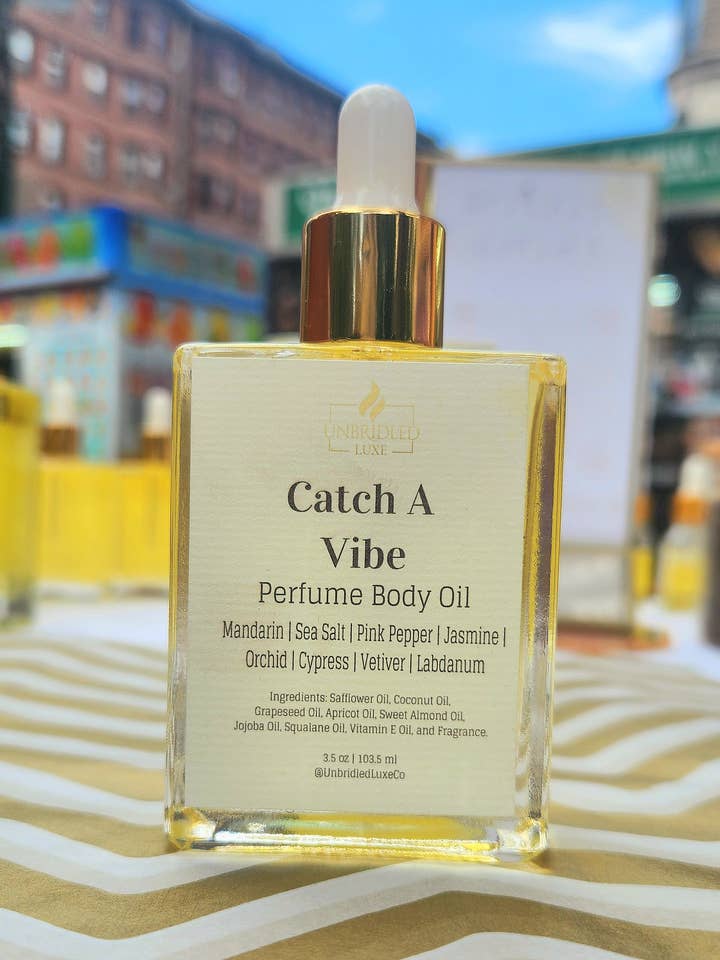 UNBRIDLED
LUXE
Catch A
Vibe
Perfume Body Oil
Mandarin | Sea Salt | Pink Pepper | Jasmine |
Orchid | Cypress | Vetiver | Labdanum
Ingredients: Safflower Oil, Coconut Oil,
Grapeseed Oil, Apricot Oil, Sweet Almond Oil,
Jojoba Oil, Squalane Oil, Vitamin E Oil, and Fragrance.
3.5 oz | 103.5 ml
@UnbridledLuxeCo